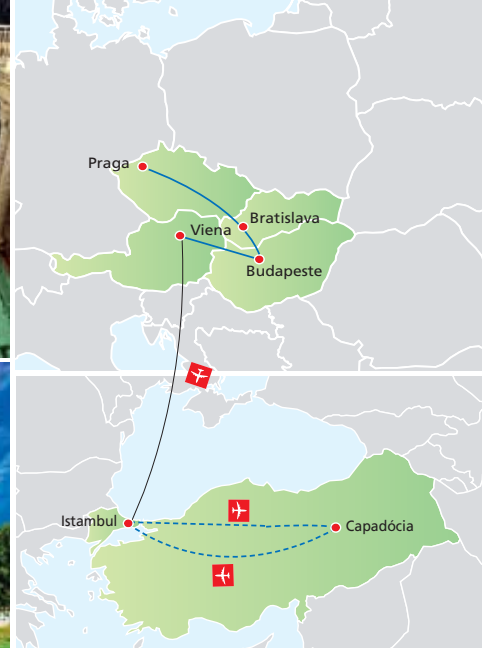 Praga
Bratislava
Viena
Budapeste
Istambul
Capadócia